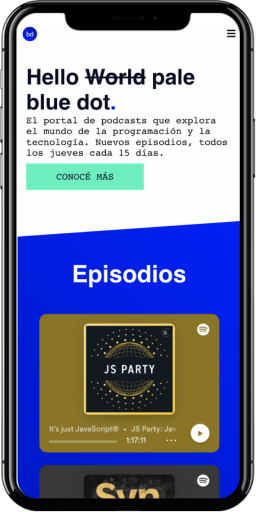 bd
Hello World pale
blue dot.
El portal de podcasts que explora
el mundo de la programación y la
tecnología. Nuevos episodios, todos
los jueves cada 15 días.
CONOCÉ MÁS
Episodios
JS PARTY
It's just JavaScript® • JS Party: Jav
1:17:11
Syn